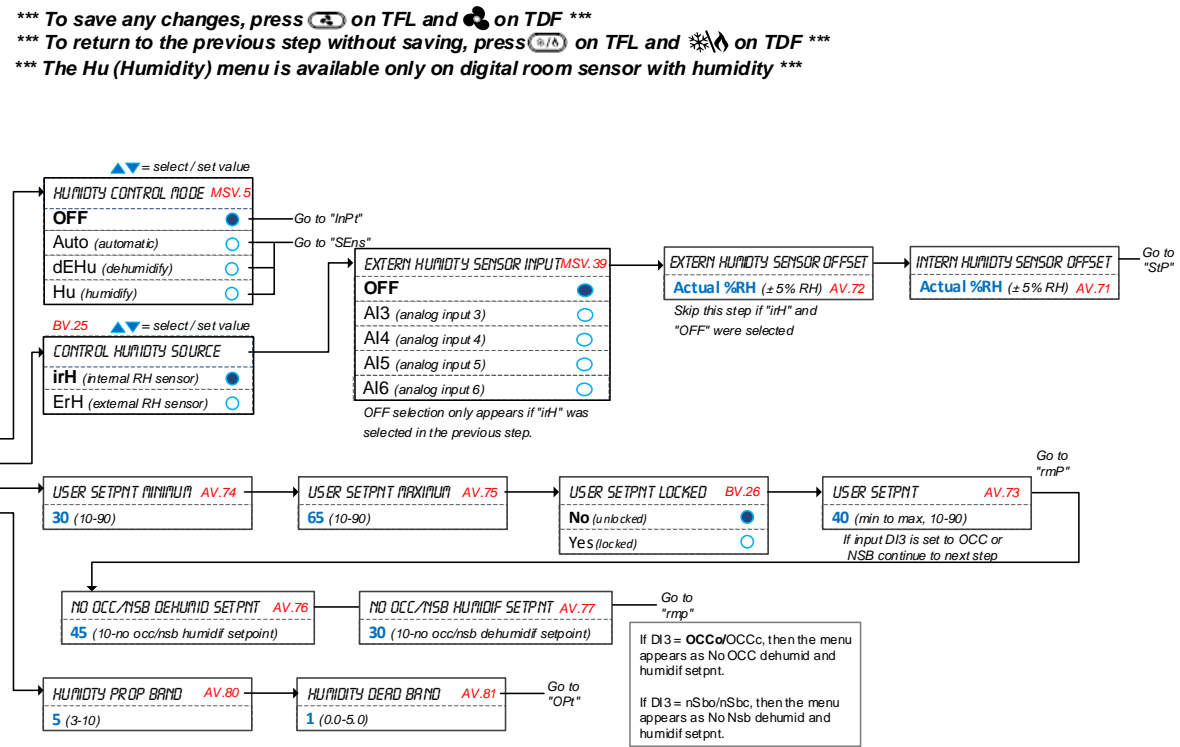 *** To save any changes, press on TFL and on TDF ***
*** To return to the previous step without saving, press on TFL and on TDF ***
*** The Hu (Humidity) menu is available only on digital room sensor with humidity ***
= select / set value
HUMIDTY CONTROL MODE MSV.5
OFF
Go to "InPt"
Auto (automatic)
Go to "SEns"
dEHu (dehumidify)
Hu (humidify)
BV.25
= select / set value
CONTROL HUMIDTY SOURCE
irH (internal RH sensor)
ErH (external RH sensor)
EXTERN HUMIDTY SENSOR INPUT MSV.39
OFF
AI3 (analog input 3)
AI4 (analog input 4)
AI5 (analog input 5)
AI6 (analog input 6)
OFF selection only appears if "irH" was
selected in the previous step.
EXTERN HUMIDTY SENSOR OFFSET
Actual %RH (± 5% RH) AV.72
Skip this step if "irH" and
"OFF" were selected
INTERN HUMIDTY SENSOR OFFSET
Actual %RH (± 5% RH) AV.71
Go to
"StP"
USER SETPNT MINIMUM AV.74
30 (10-90)
USER SETPNT MAXIMUM AV.75
65 (10-90)
USER SETPNT LOCKED BV.26
No (unlocked)
Yes (locked)
USER SETPNT AV.73
40 (min to max, 10-90)
If input DI3 is set to OCC or
NSB continue to next step
Go to
"rmP"
NO OCC/NSB DEHUMID SETPNT AV.76
45 (10-no occ/nsb humidif setpoint)
NO OCC/NSB HUMIDIF SETPNT AV.77
30 (10-no occ/nsb dehumidif setpoint)
Go to
"rmp"
If DI3 = OCCo/OCCc, then the menu
appears as No OCC dehumid and
humidif setpnt.
If DI3 = nSbo/nSbc, then the menu
appears as No Nsb dehumid and
humidif setpnt.
HUMIDTY PROP BAND AV.80
5 (3-10)
HUMIDITY DEAD BAND AV.81
1 (0.0-5.0)
Go to
"OPt"